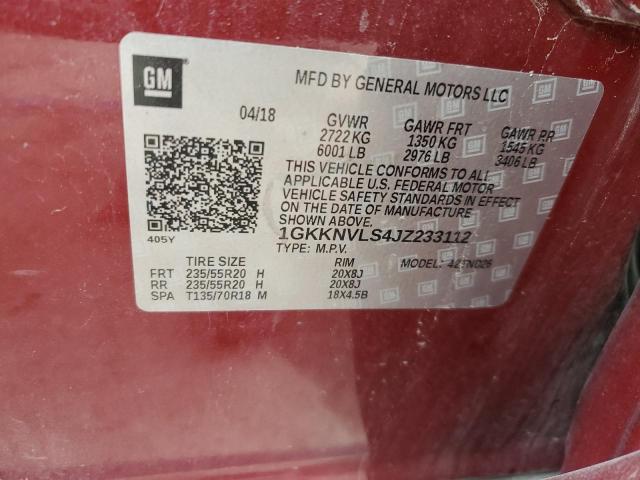 GM
MFD BY GENERAL MOTORS LLC
04/18 GVWR GAWR FRT GAWR RR
2722 KG 1350 KG 1545 KG
6001 LB 2976 LB 3406 LB
THIS VEHICLE CONFORMS TO ALL
APPLICABLE U.S. FEDERAL MOTOR
VEHICLE SAFETY STANDARDS IN EFFECT
ON THE DATE OF MANUFACTURE
SHOWN ABOVE.
405Y 1GKKNVLS4JZ233112
TYPE: M.P.V. MODEL: 425N026
TIRE SIZE RIM
FRT 235/55R20 H 20X8J
RR 235/55R20 H 20X8J
SPA T135/70R18 M 18X4.5B